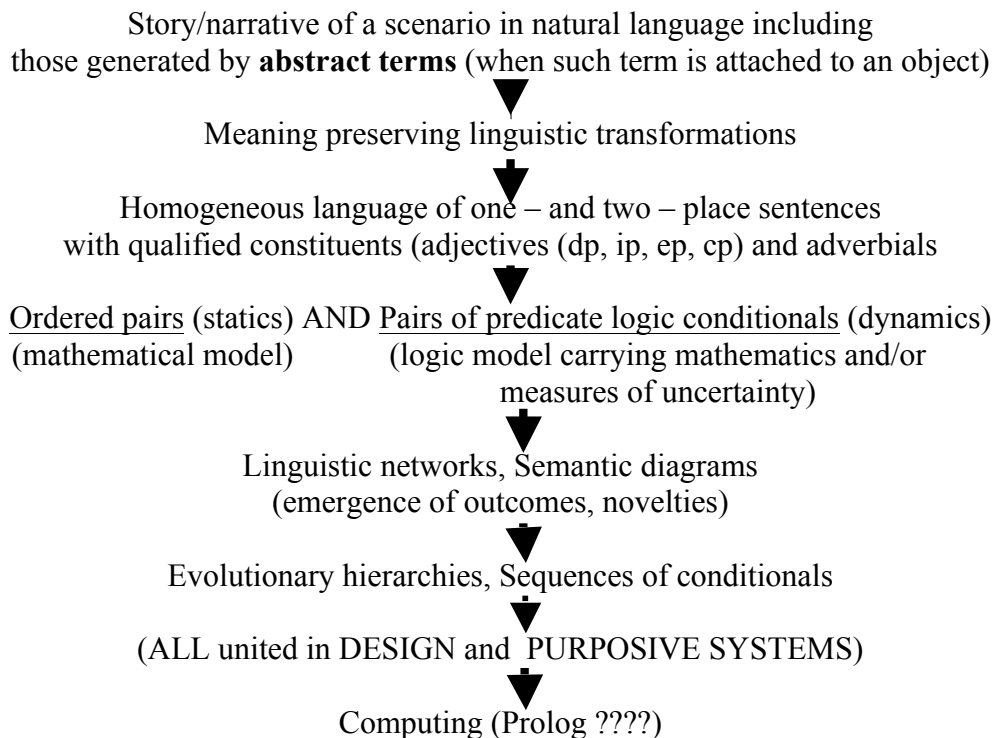 Story/narrative of a scenario in natural language including
those generated by abstract terms (when such term is attached to an object)
Meaning preserving linguistic transformations
Homogeneous language of one – and two – place sentences
with qualified constituents (adjectives (dp, ip, ep, cp) and adverbials
Ordered pairs (statics) AND Pairs of predicate logic conditionals (dynamics)
(mathematical model) (logic model carrying mathematics and/or
measures of uncertainty)
Linguistic networks, Semantic diagrams
(emergence of outcomes, novelties)
Evolutionary hierarchies, Sequences of conditionals
(ALL united in DESIGN and PURPOSIVE SYSTEMS)
Computing (Prolog ????)